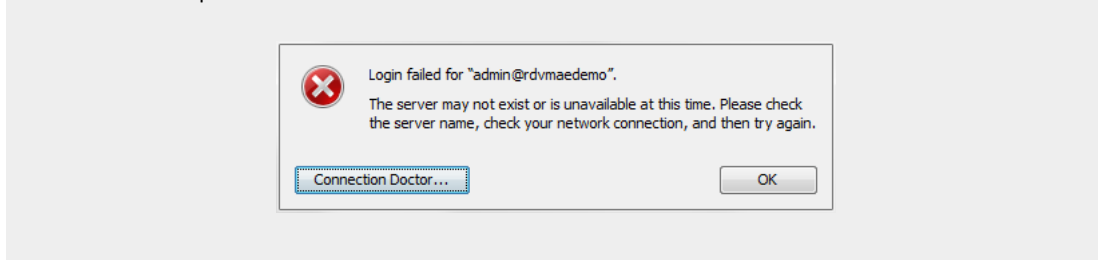 Login failed for “admin@rdvmaedemo”.
The server may not exist or is unavailable at this time. Please check
the server name, check your network connection, and then try again.
Connection Doctor...
OK